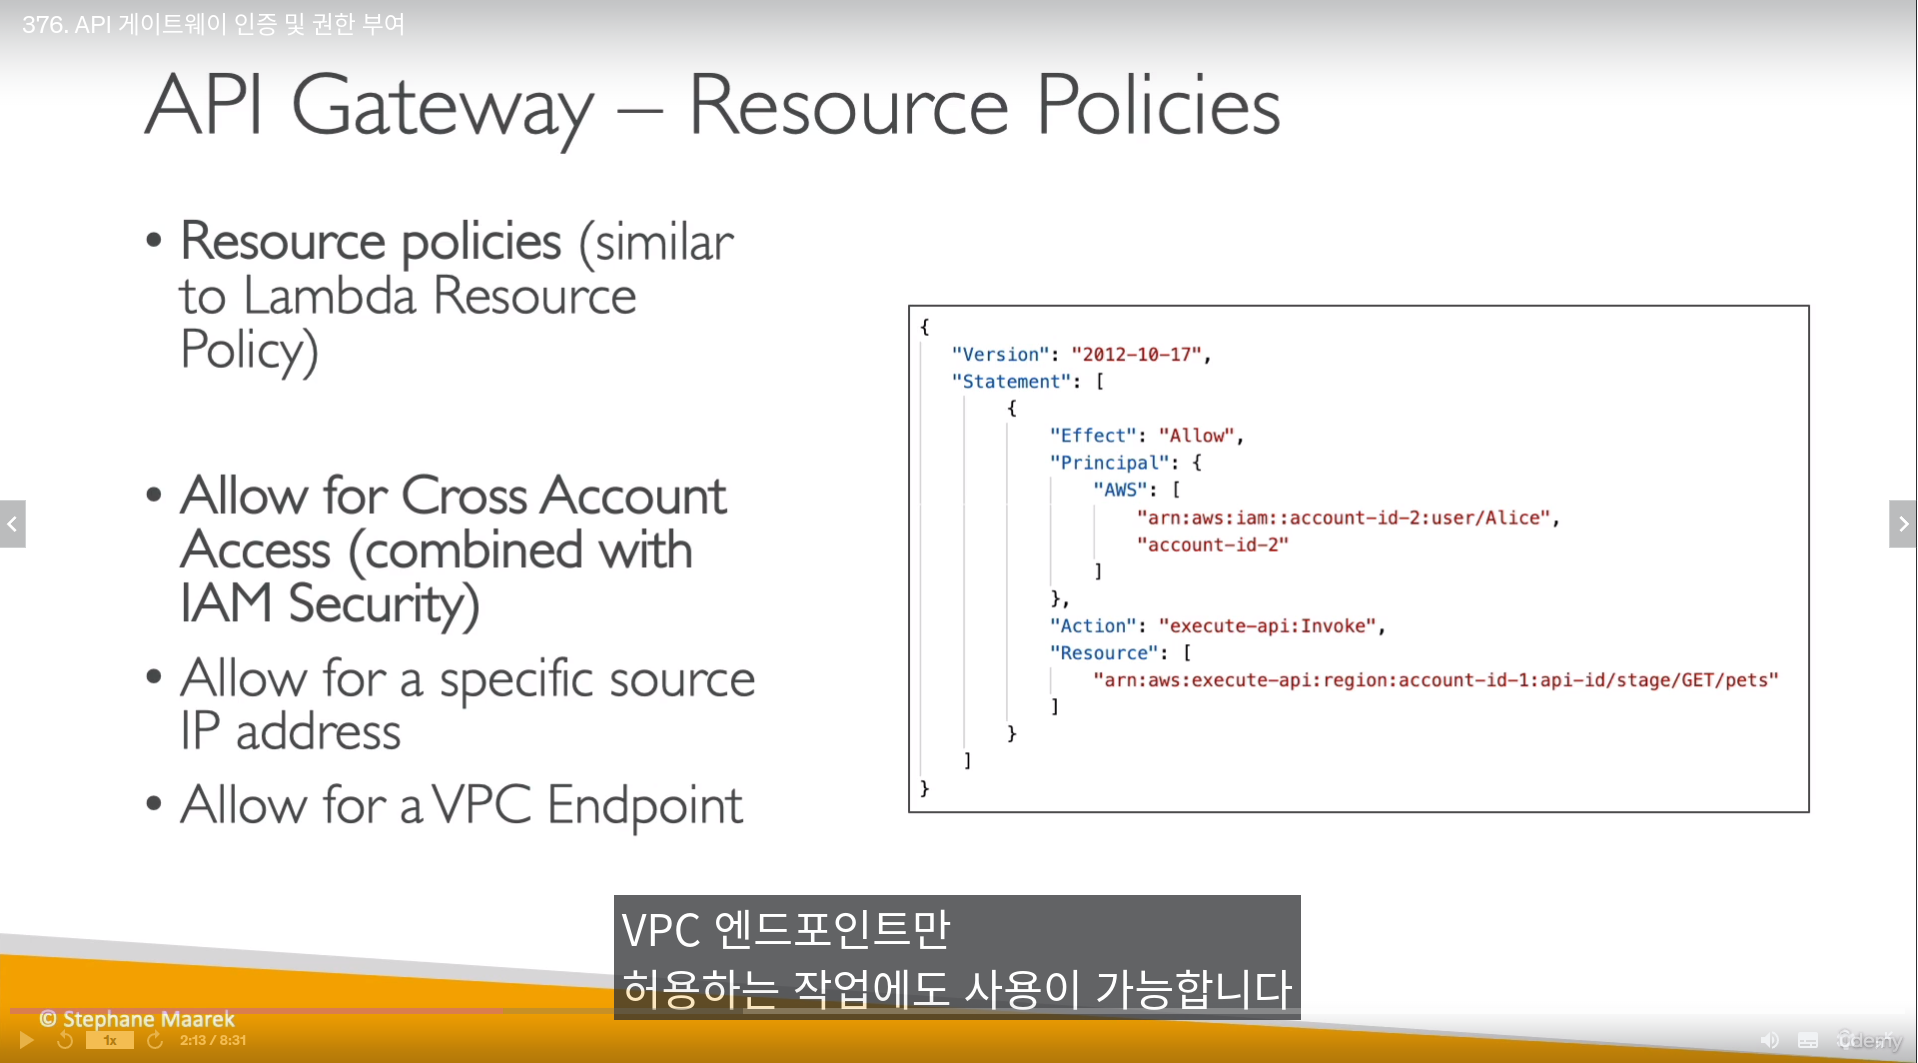 376. API 게이트웨이 인증 및 권한 부여
API Gateway – Resource Policies
• Resource policies (similar
to Lambda Resource
Policy)
• Allow for Cross Account
Access (combined with
IAM Security)
• Allow for a specific source
IP address
• Allow for a VPC Endpoint
{
"Version": "2012-10-17",
"Statement": [
{
"Effect": "Allow",
"Principal": {
"AWS": [
"arn:aws:iam::account-id-2:user/Alice",
"account-id-2"
]
},
"Action": "execute-api:Invoke",
"Resource": [
"arn:aws:execute-api:region:account-id-1:api-id/stage/GET/pets"
]
}
]
}
VPC 엔드포인트만
허용하는 작업에도 사용이 가능합니다
© Stephane Maarek
1x
2:13 / 8:31
Udemy